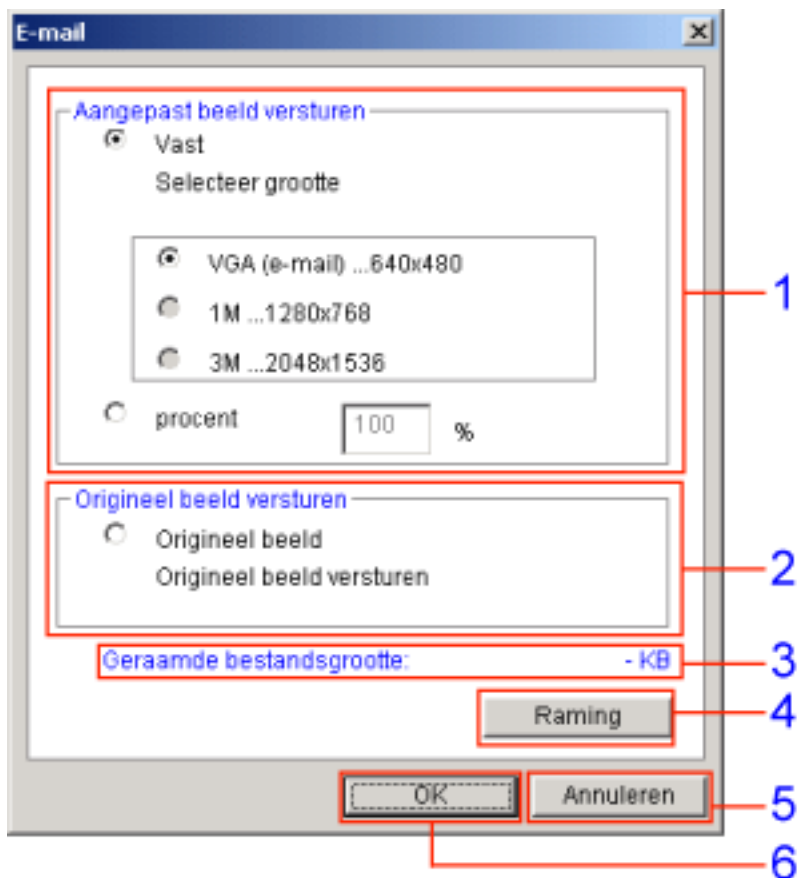 E-mail
Aangepast beeld versturen
Vast
Selecteer grootte
VGA (e-mail) ...640x480
1M ...1280x768
3M ...2048x1536
procent 100 %
1
Origineel beeld versturen
Origineel beeld
Origineel beeld versturen
2
Geraamde bestandsgrootte: - KB
3
Raming
4
OK Annuleren
5
6